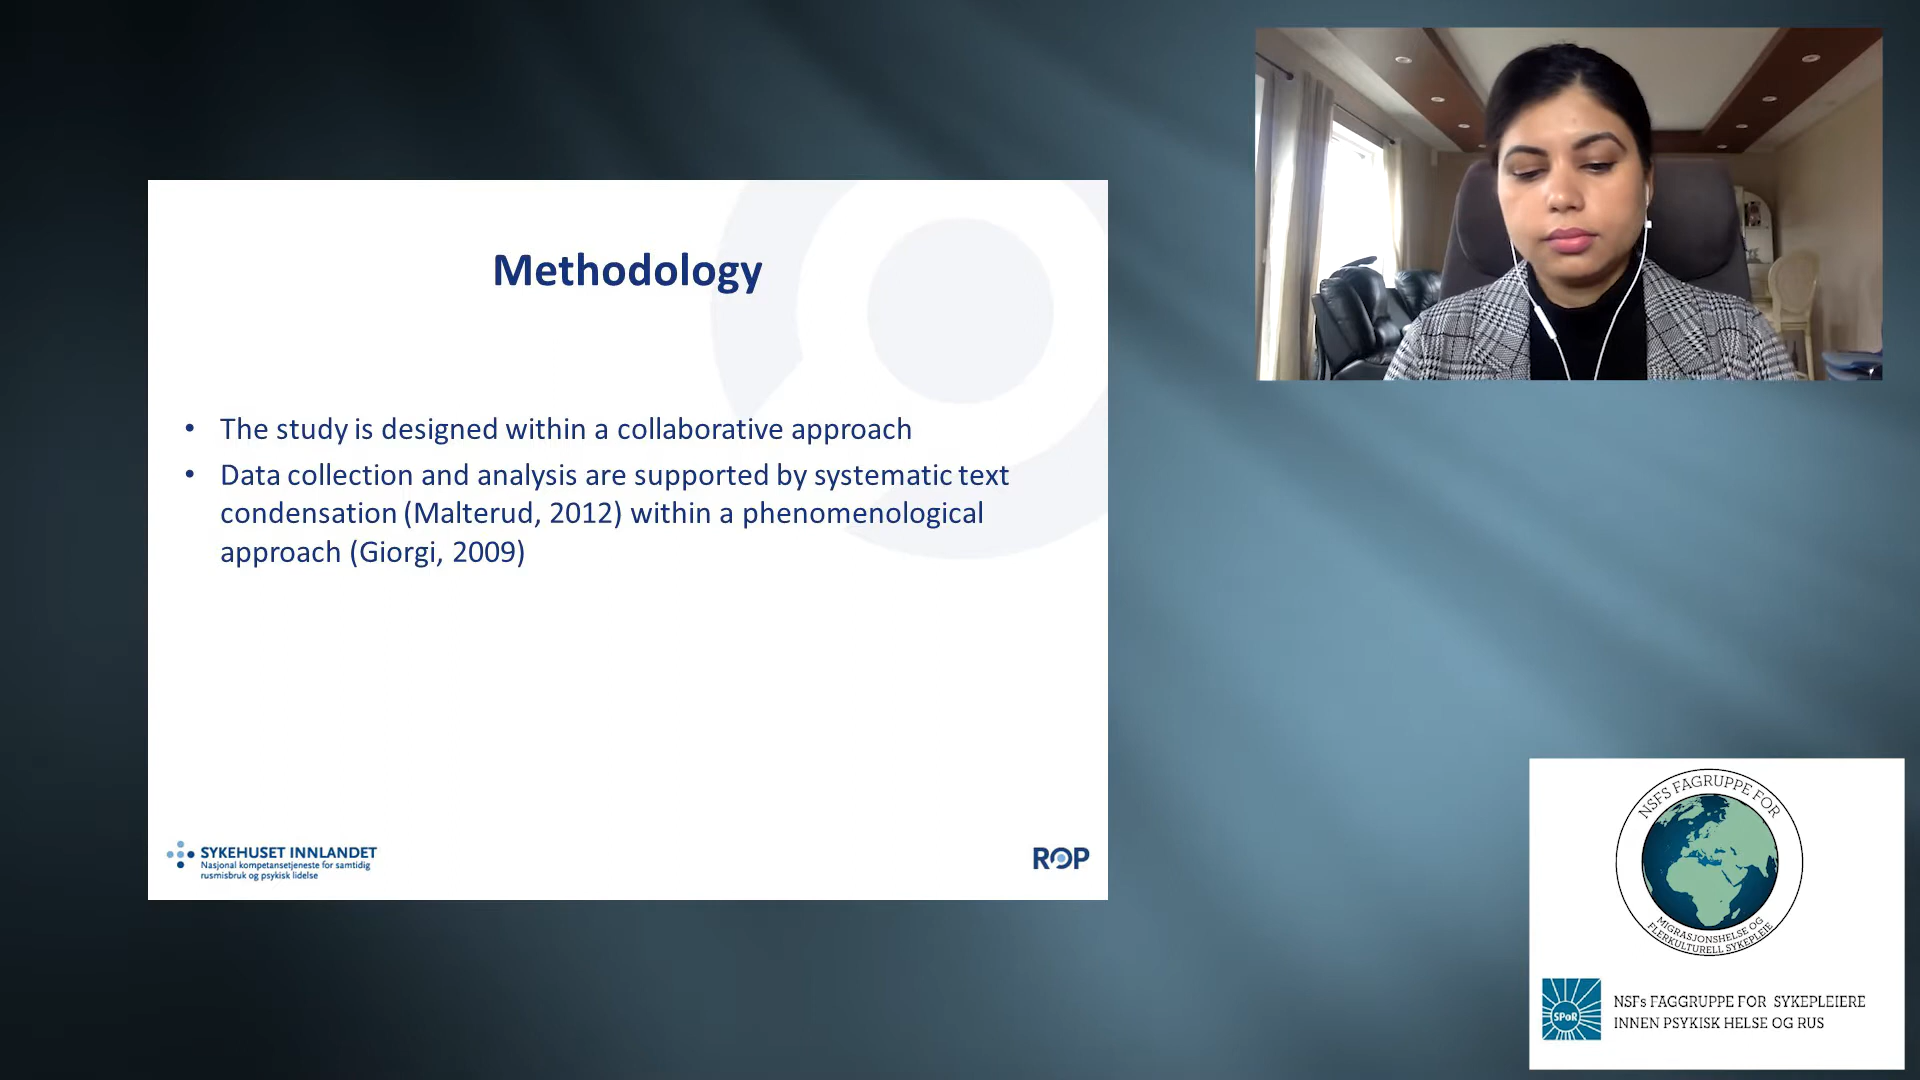 Methodology
• The study is designed within a collaborative approach
• Data collection and analysis are supported by systematic text
condensation (Malterud, 2012) within a phenomenological
approach (Giorgi, 2009)
SYKEHUSET INNLANDET
Nasjonal kompetansetjeneste for samtidig
rusmisbruk og psykisk lidelse
ROP
NSFS FAGRUPPE FOR
MIGRASJONSHELSE OG
FLERKULTURELL SYKEPLEIE
SPoR
NSFs FAGGRUPPE FOR SYKEPLEIERE
INNEN PSYKISK HELSE OG RUS